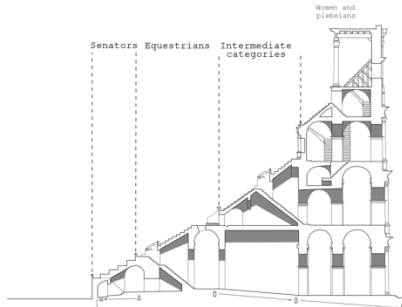 Women and
plebeians
Senators Equestrians Intermediate
categories